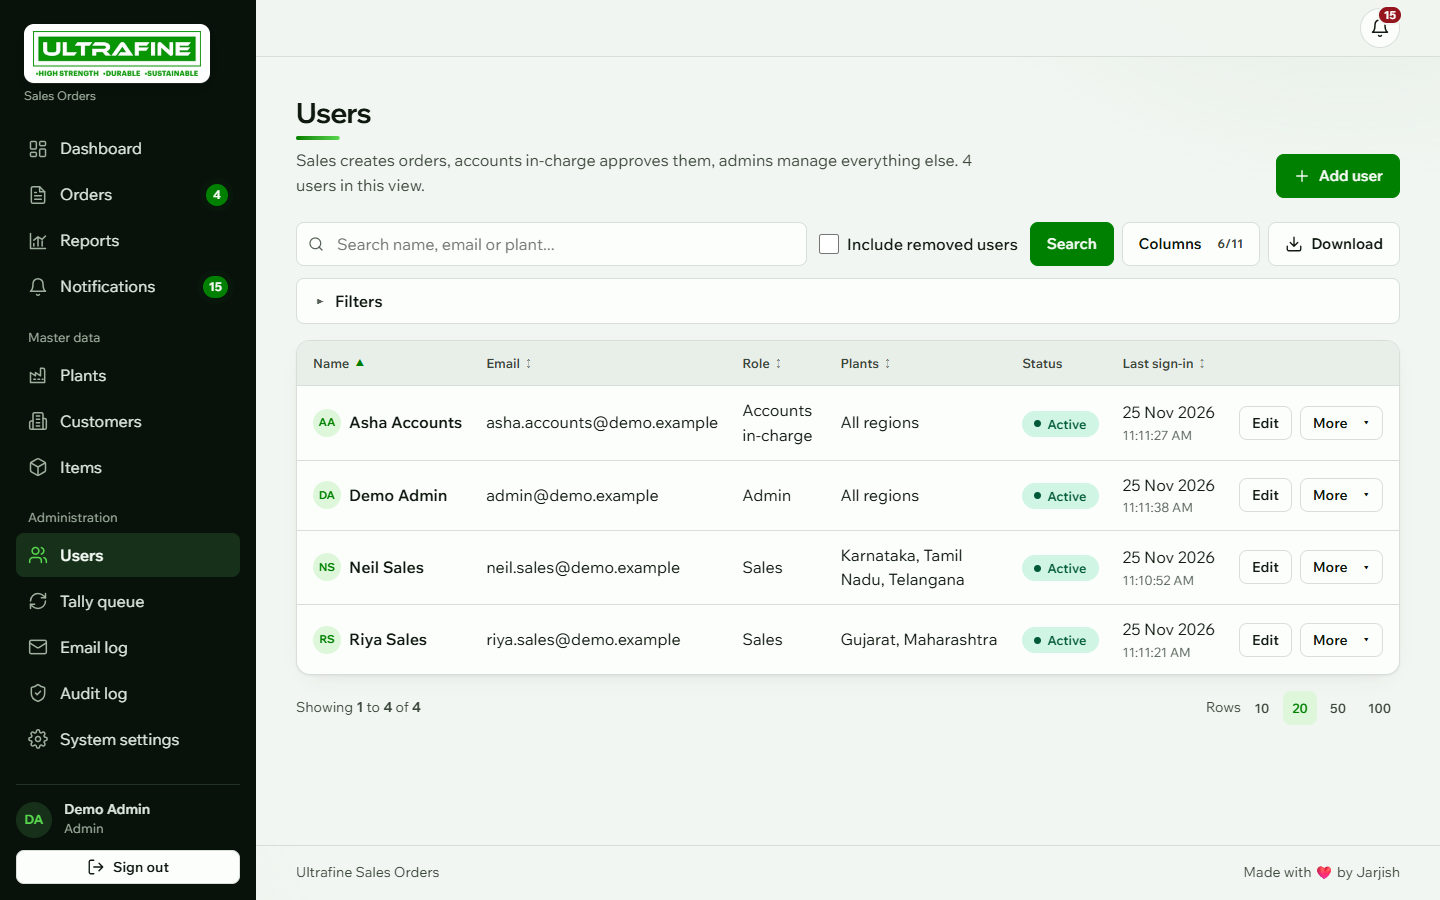 ULTRAFINE
•HIGH STRENGTH •DURABLE •SUSTAINABLE
Sales Orders
Dashboard
Orders 4
Reports
Notifications 15
Master data
Plants
Customers
Items
Administration
Users
Tally queue
Email log
Audit log
System settings
DA Demo Admin
Admin
Sign out
15
Users
Sales creates orders, accounts in-charge approves them, admins manage everything else. 4
users in this view.
Add user
Search name, email or plant...
Include removed users
Search
Columns 6/11
Download
Filters
Name Email Role Plants Status Last sign-in
AA Asha Accounts asha.accounts@demo.example Accounts in-charge All regions Active 25 Nov 2026 11:11:27 AM Edit More
DA Demo Admin admin@demo.example Admin All regions Active 25 Nov 2026 11:11:38 AM Edit More
NS Neil Sales neil.sales@demo.example Sales Karnataka, Tamil Nadu, Telangana Active 25 Nov 2026 11:10:52 AM Edit More
RS Riya Sales riya.sales@demo.example Sales Gujarat, Maharashtra Active 25 Nov 2026 11:11:21 AM Edit More
Showing 1 to 4 of 4
Rows 10 20 50 100
Ultrafine Sales Orders
Made with ❤️ by Jarjish